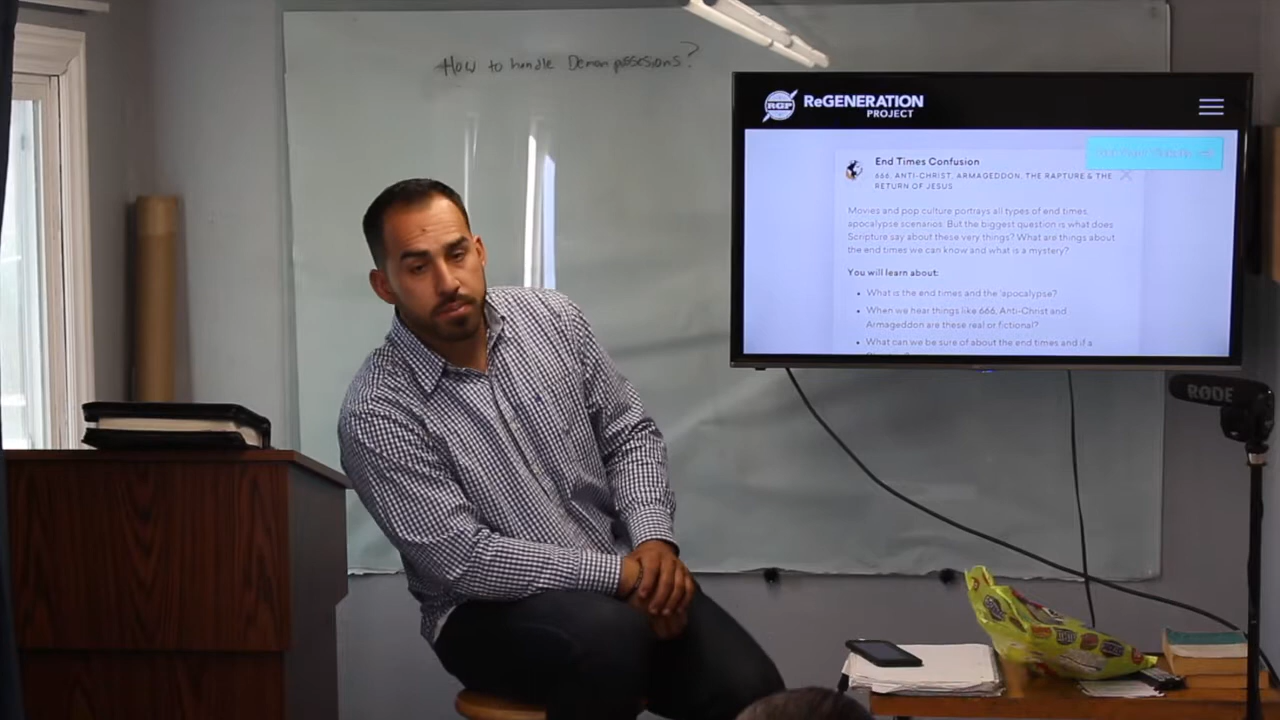 How to handle Demon possesions?
RGP
ReGENERATION
PROJECT
End Times Confusion
666, ANTI-CHRIST, ARMAGEDDON, THE RAPTURE & THE
RETURN OF JESUS
Movies and pop culture portrays all types of end times,
apocalypse scenarios. But the biggest question is what does
Scripture say about these very things? What are things about
the end times we can know and what is a mystery?
You will learn about:
• What is the end times and the 'apocalypse?
• When we hear things like 666, Anti-Christ and
Armageddon are these real or fictional?
• What can we be sure of about the end times and if a
RØDE